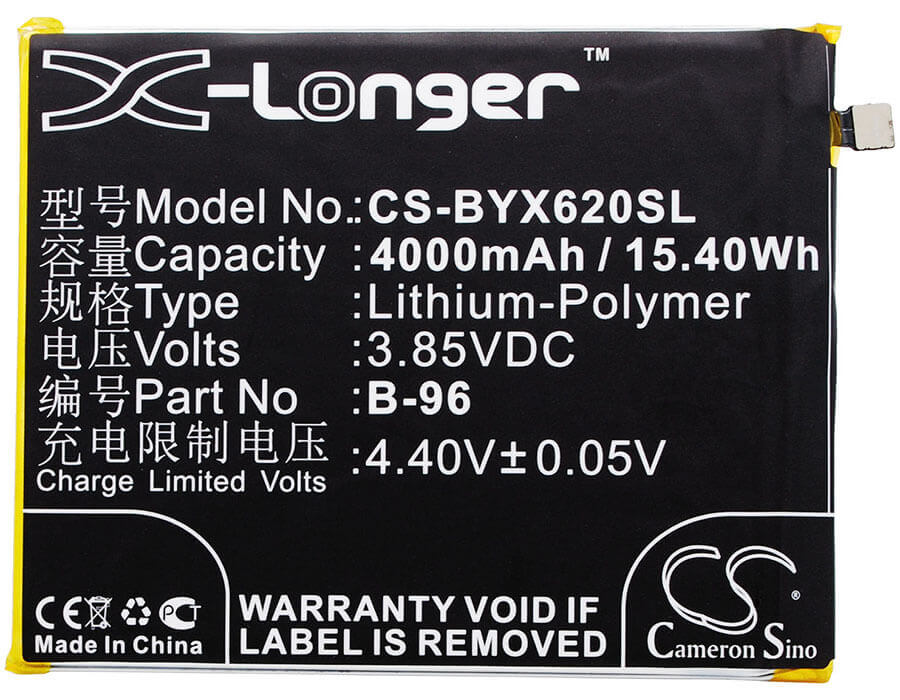 X-Longer™
型号Model No.:CS-BYX620SL
容量Capacity :4000mAh / 15.40Wh
规格Type :Lithium-Polymer
电压Volts :3.85VDC
编号Part No :B-96
充电限制电压 :4.40V±0.05V
Charge Limited Volts
CE PCT
Made In China
WARRANTY VOID IF
LABEL IS REMOVED
CS ®
Cameron Sino